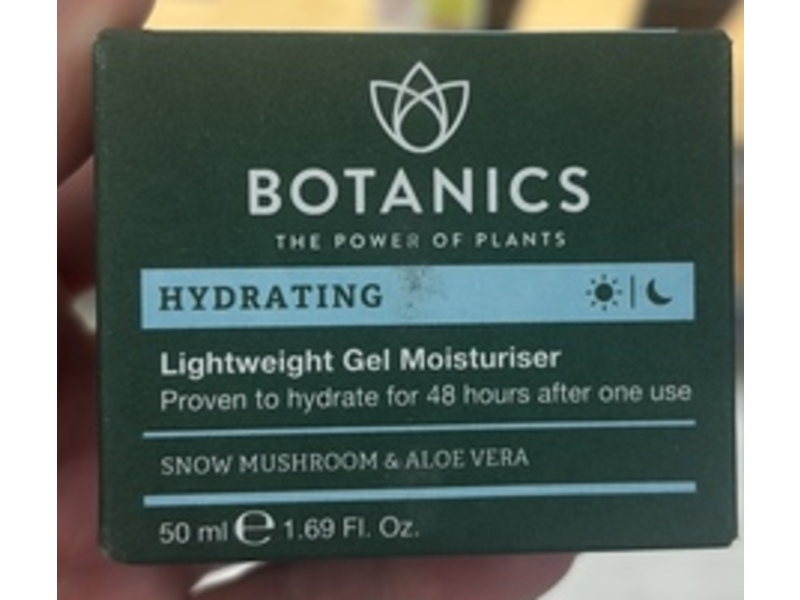 BOTANICS
THE POWER OF PLANTS
HYDRATING
Lightweight Gel Moisturiser
Proven to hydrate for 48 hours after one use
SNOW MUSHROOM & ALOE VERA
50 ml ℮ 1.69 Fl. Oz.